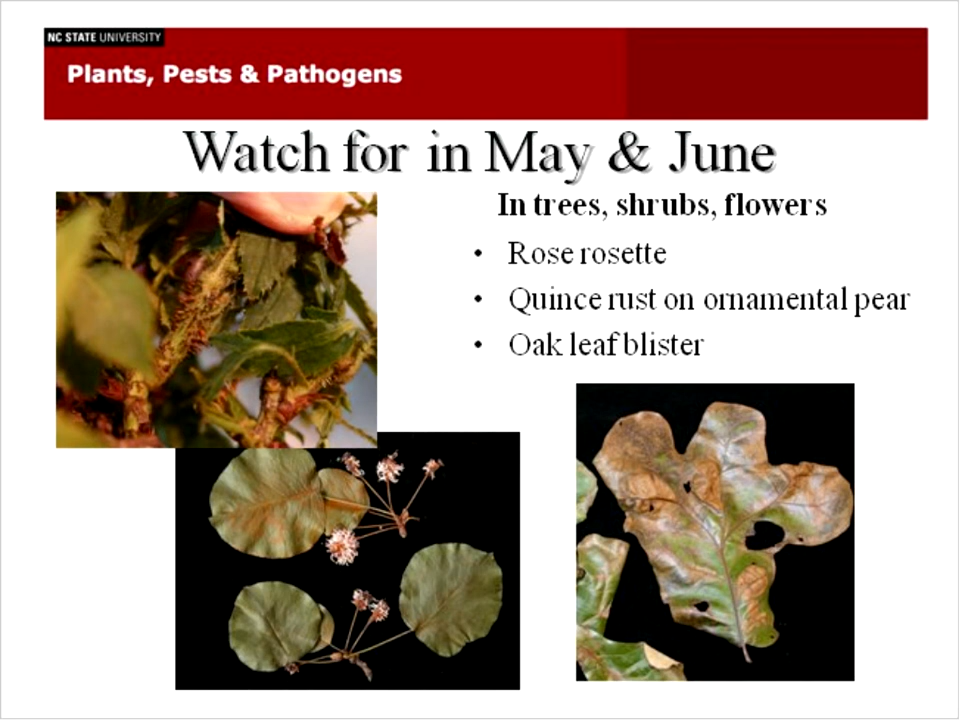 NC STATE UNIVERSITY
Plants, Pests & Pathogens
Watch for in May & June
In trees, shrubs, flowers
• Rose rosette
• Quince rust on ornamental pear
• Oak leaf blister